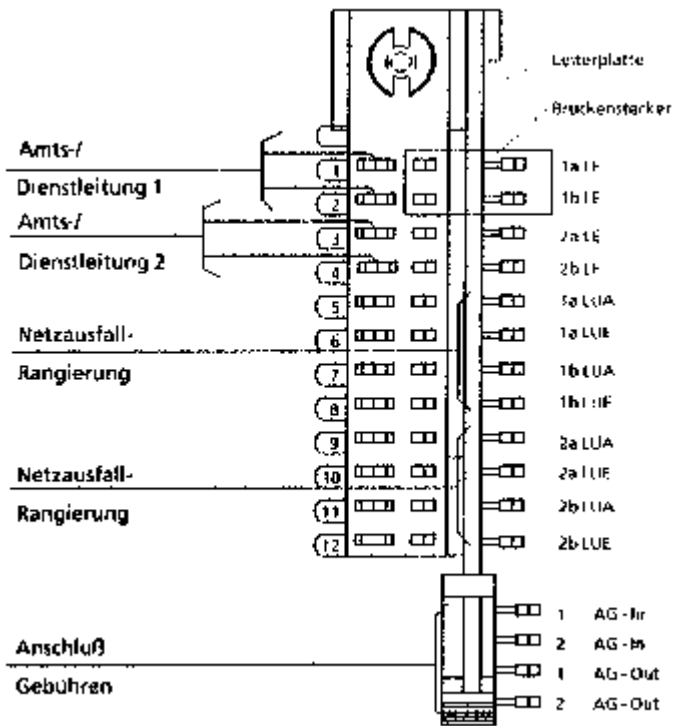 Leiterplatte
Brückenstecker
Amts-/
Dienstleitung 1
Amts-/
Dienstleitung 2
Netzausfall-
Rangierung
Netzausfall-
Rangierung
Anschluß
Gebühren
1 1a LE
2 1b LE
3 2a LE
4 2b LE
5 1a LUA
6 1a LUE
7 1b LUA
8 1b LUE
9 2a LUA
10 2a LUE
11 2b LUA
12 2b LUE
1 AG-In
2 AG-In
1 AG-Out
2 AG-Out